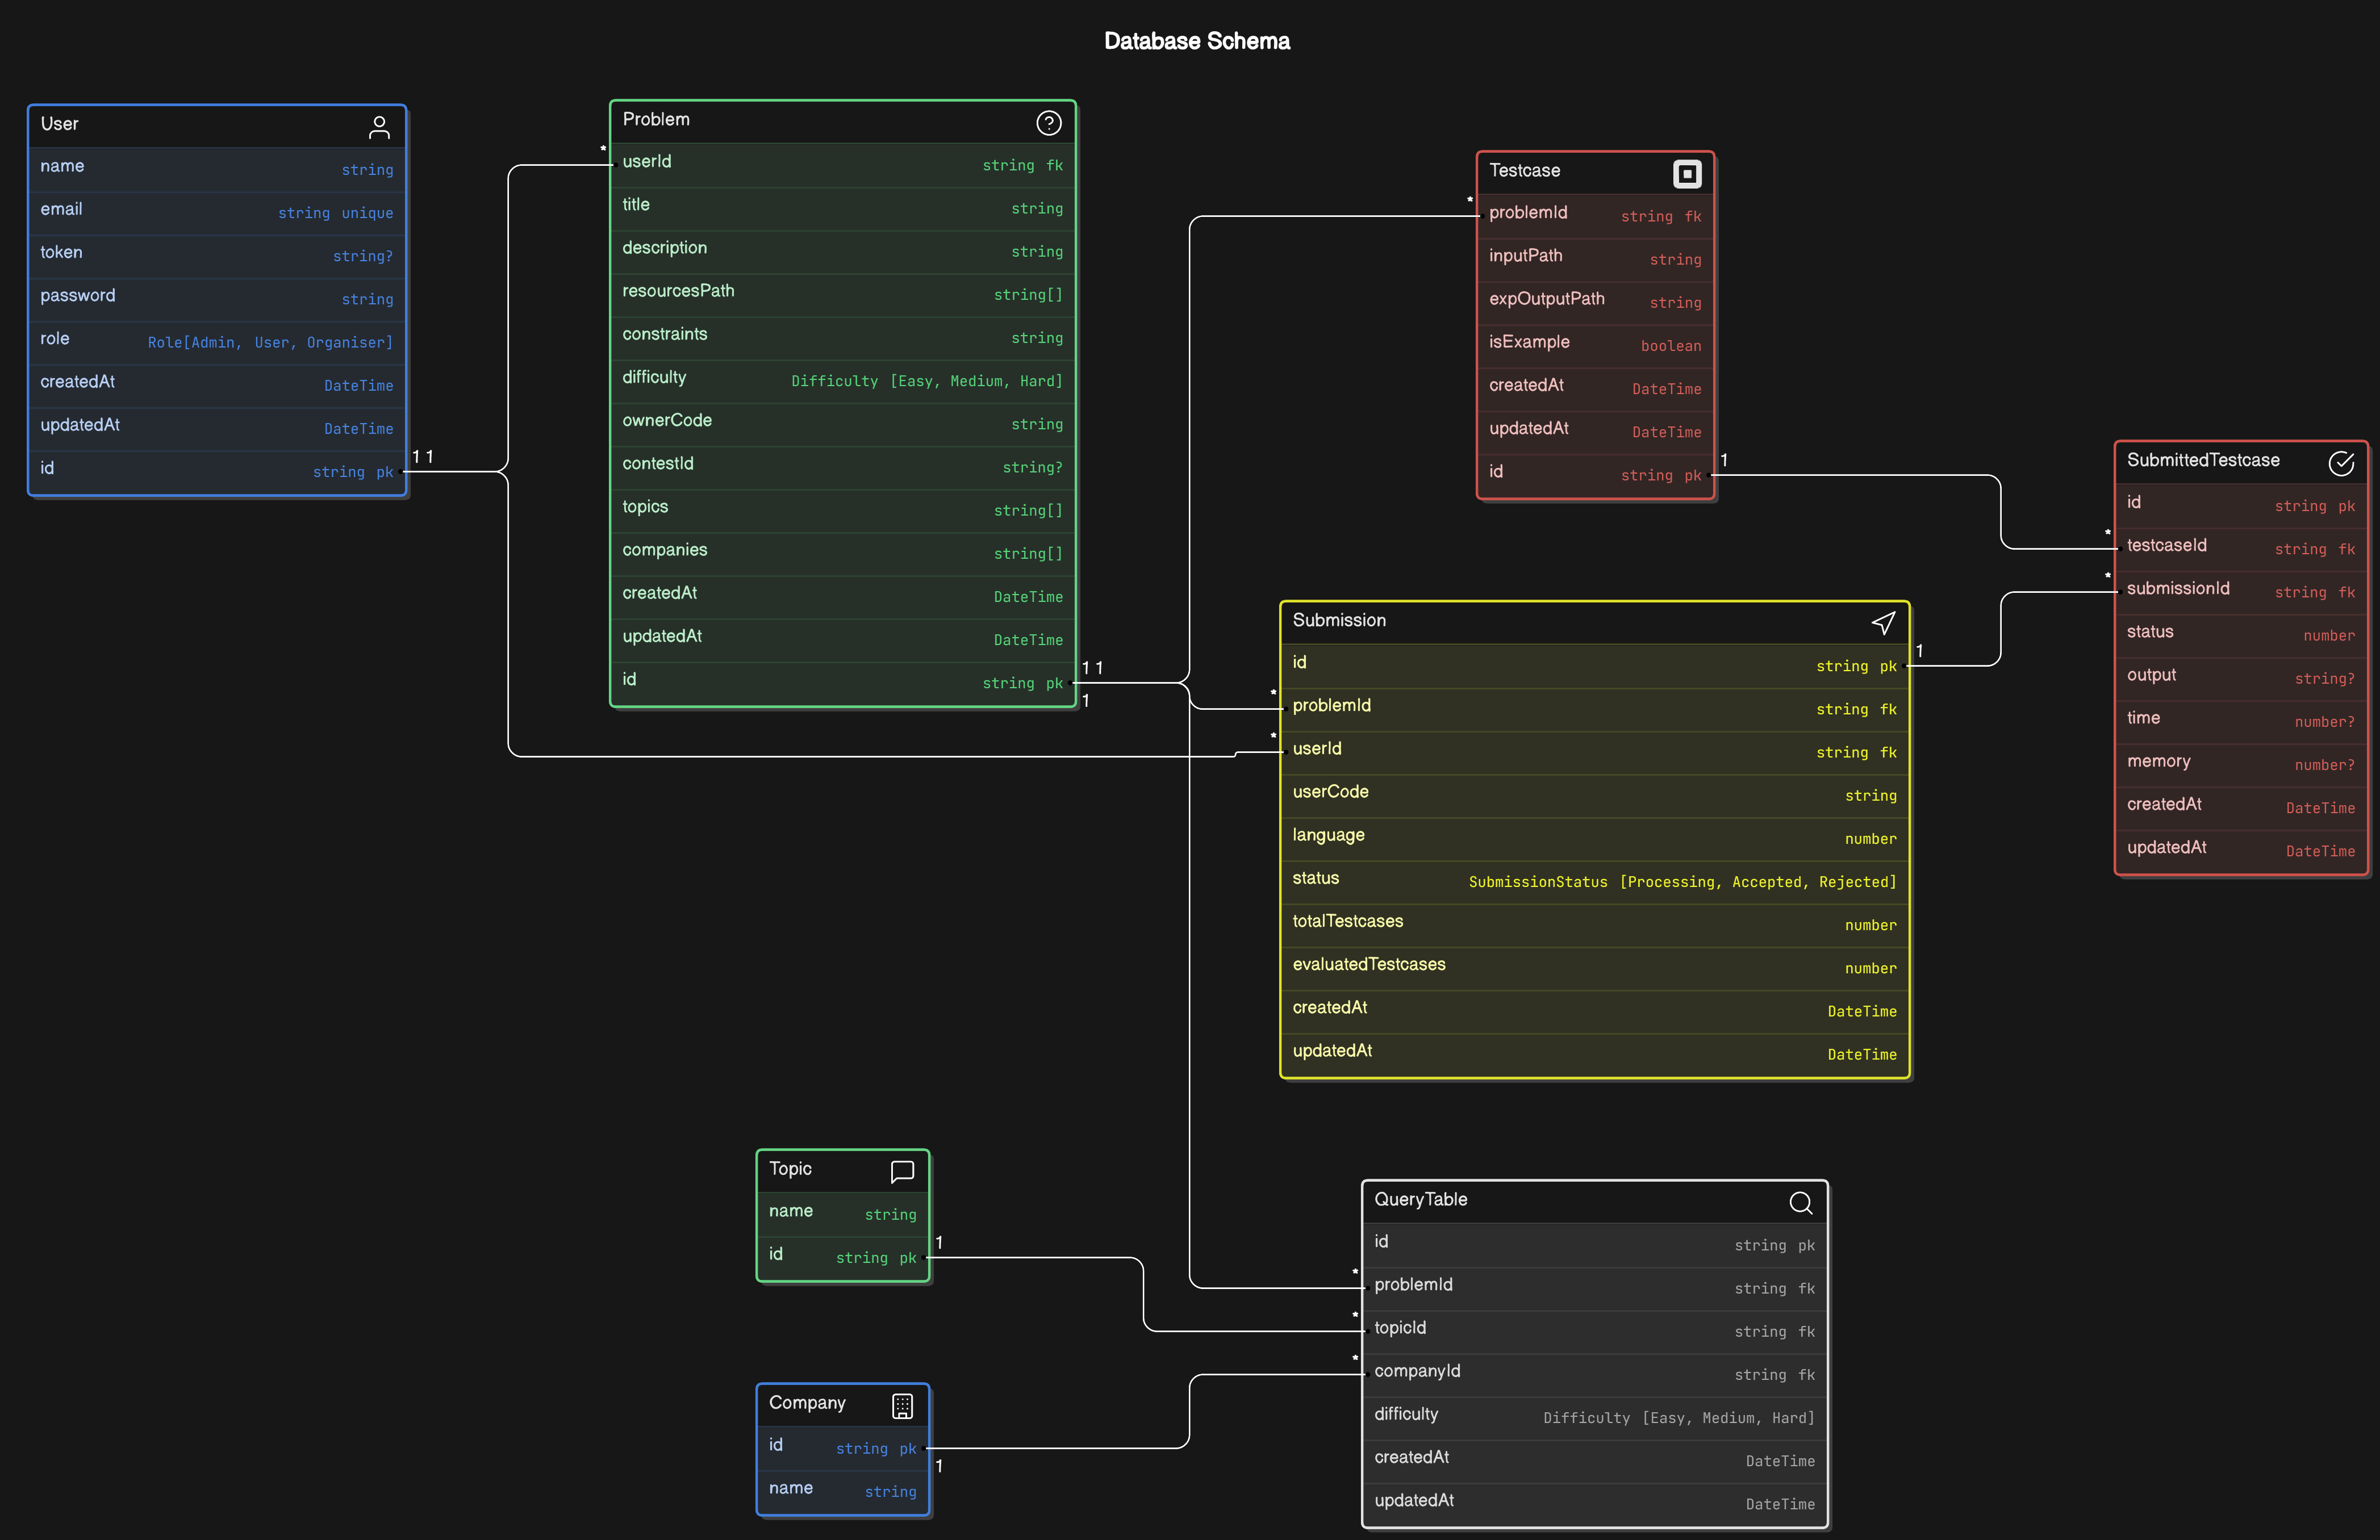 Database Schema
User
name string
email string unique
token string?
password string
role Role[Admin, User, Organiser]
createdAt DateTime
updatedAt DateTime
id string pk
1 1
*
Problem
userId string fk
title string
description string
resourcesPath string[]
constraints string
difficulty Difficulty [Easy, Medium, Hard]
ownerCode string
contestId string?
topics string[]
companies string[]
createdAt DateTime
updatedAt DateTime
id string pk
1 1
1
*
Testcase
problemId string fk
inputPath string
expOutputPath string
isExample boolean
createdAt DateTime
updatedAt DateTime
id string pk
1
SubmittedTestcase
id string pk
*
testcaseId string fk
*
submissionId string fk
status number
output string?
time number?
memory number?
createdAt DateTime
updatedAt DateTime
Submission
id string pk
1
*
problemId string fk
*
userId string fk
userCode string
language number
status SubmissionStatus [Processing, Accepted, Rejected]
totalTestcases number
evaluatedTestcases number
createdAt DateTime
updatedAt DateTime
Topic
name string
id string pk
1
Company
id string pk
1
name string
QueryTable
id string pk
*
problemId string fk
*
topicId string fk
*
companyId string fk
difficulty Difficulty [Easy, Medium, Hard]
createdAt DateTime
updatedAt DateTime